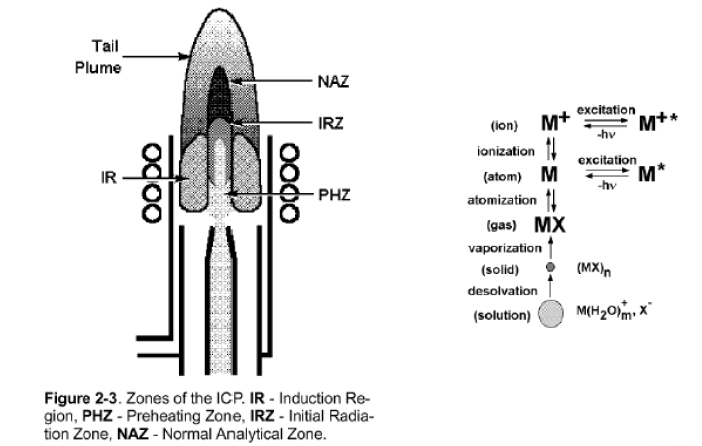 Tail
Plume
NAZ
IRZ
IR
PHZ
Figure 2-3. Zones of the ICP. IR - Induction Re-
gion, PHZ - Preheating Zone, IRZ - Initial Radia-
tion Zone, NAZ - Normal Analytical Zone.
(ion) M+ excitation -hν M+*
ionization
(atom) M excitation -hν M*
atomization
(gas) MX
vaporization
(solid) (MX)n
desolvation
(solution) M(H2O)m+, X-